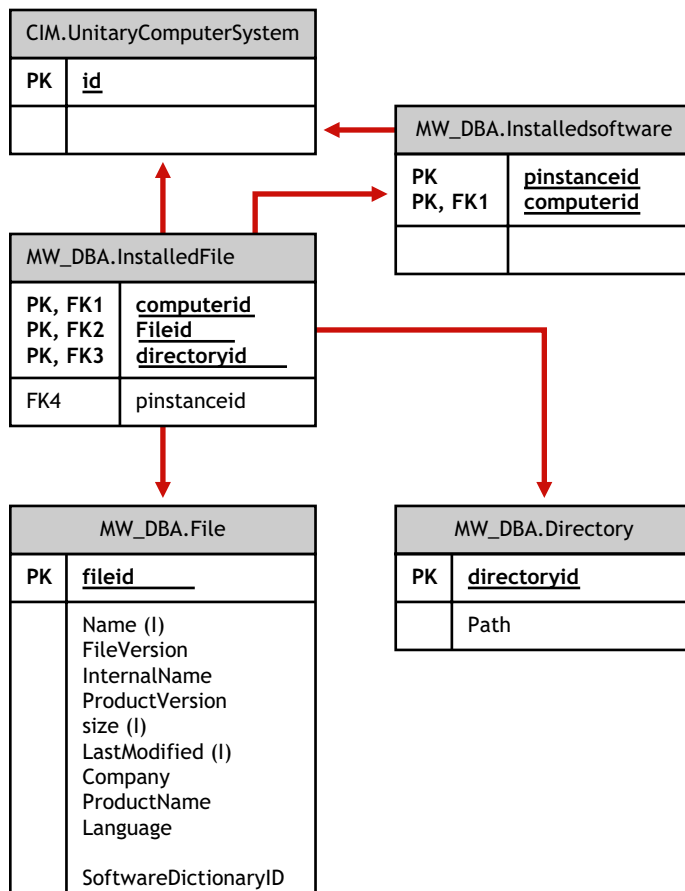 CIM.UnitaryComputerSystem
PK id
MW_DBA.Installedsoftware
PK pinstanceid
PK, FK1 computerid
MW_DBA.InstalledFile
PK, FK1 computerid
PK, FK2 Fileid
PK, FK3 directoryid
FK4 pinstanceid
MW_DBA.File
PK fileid
Name (I)
FileVersion
InternalName
ProductVersion
size (I)
LastModified (I)
Company
ProductName
Language
SoftwareDictionaryID
MW_DBA.Directory
PK directoryid
Path